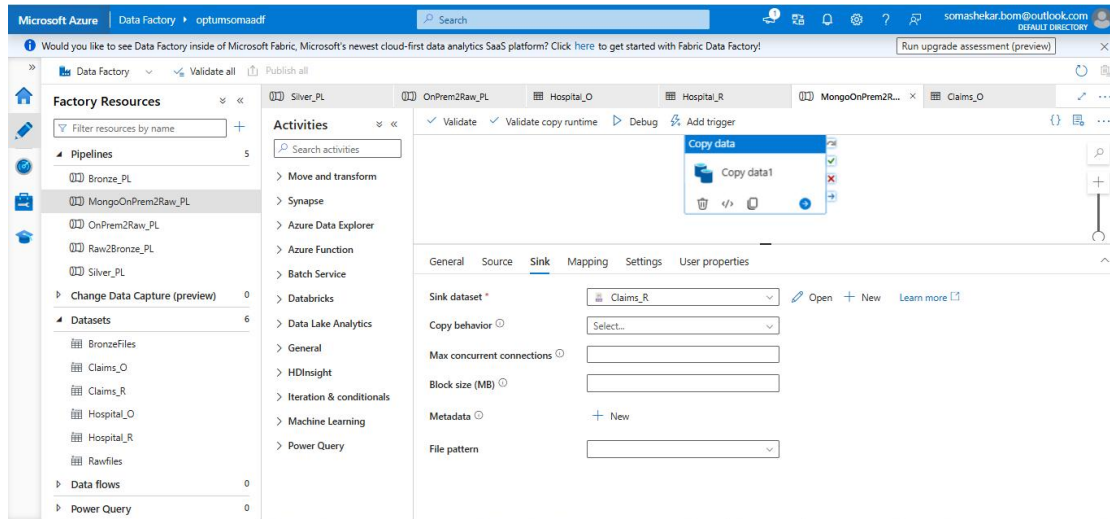 Microsoft Azure
Data Factory ▸ optumsomaadf
Search
somashekar.bom@outlook.com
DEFAULT DIRECTORY
Would you like to see Data Factory inside of Microsoft Fabric, Microsoft's newest cloud-first data analytics SaaS platform? Click here to get started with Fabric Data Factory!
Run upgrade assessment (preview)
Data Factory
Validate all
Publish all
Factory Resources
Filter resources by name
Pipelines 5
Bronze_PL
MongoOnPrem2Raw_PL
OnPrem2Raw_PL
Raw2Bronze_PL
Silver_PL
Change Data Capture (preview) 0
Datasets 6
BronzeFiles
Claims_O
Claims_R
Hospital_O
Hospital_R
Rawfiles
Data flows 0
Power Query 0
Silver_PL
OnPrem2Raw_PL
Hospital_O
Hospital_R
MongoOnPrem2R...
Claims_O
Activities
Search activities
Move and transform
Synapse
Azure Data Explorer
Azure Function
Batch Service
Databricks
Data Lake Analytics
General
HDInsight
Iteration & conditionals
Machine Learning
Power Query
Validate
Validate copy runtime
Debug
Add trigger
Copy data
Copy data1
General
Source
Sink
Mapping
Settings
User properties
Sink dataset *
Claims_R
Open
New
Learn more
Copy behavior
Select...
Max concurrent connections
Block size (MB)
Metadata
New
File pattern